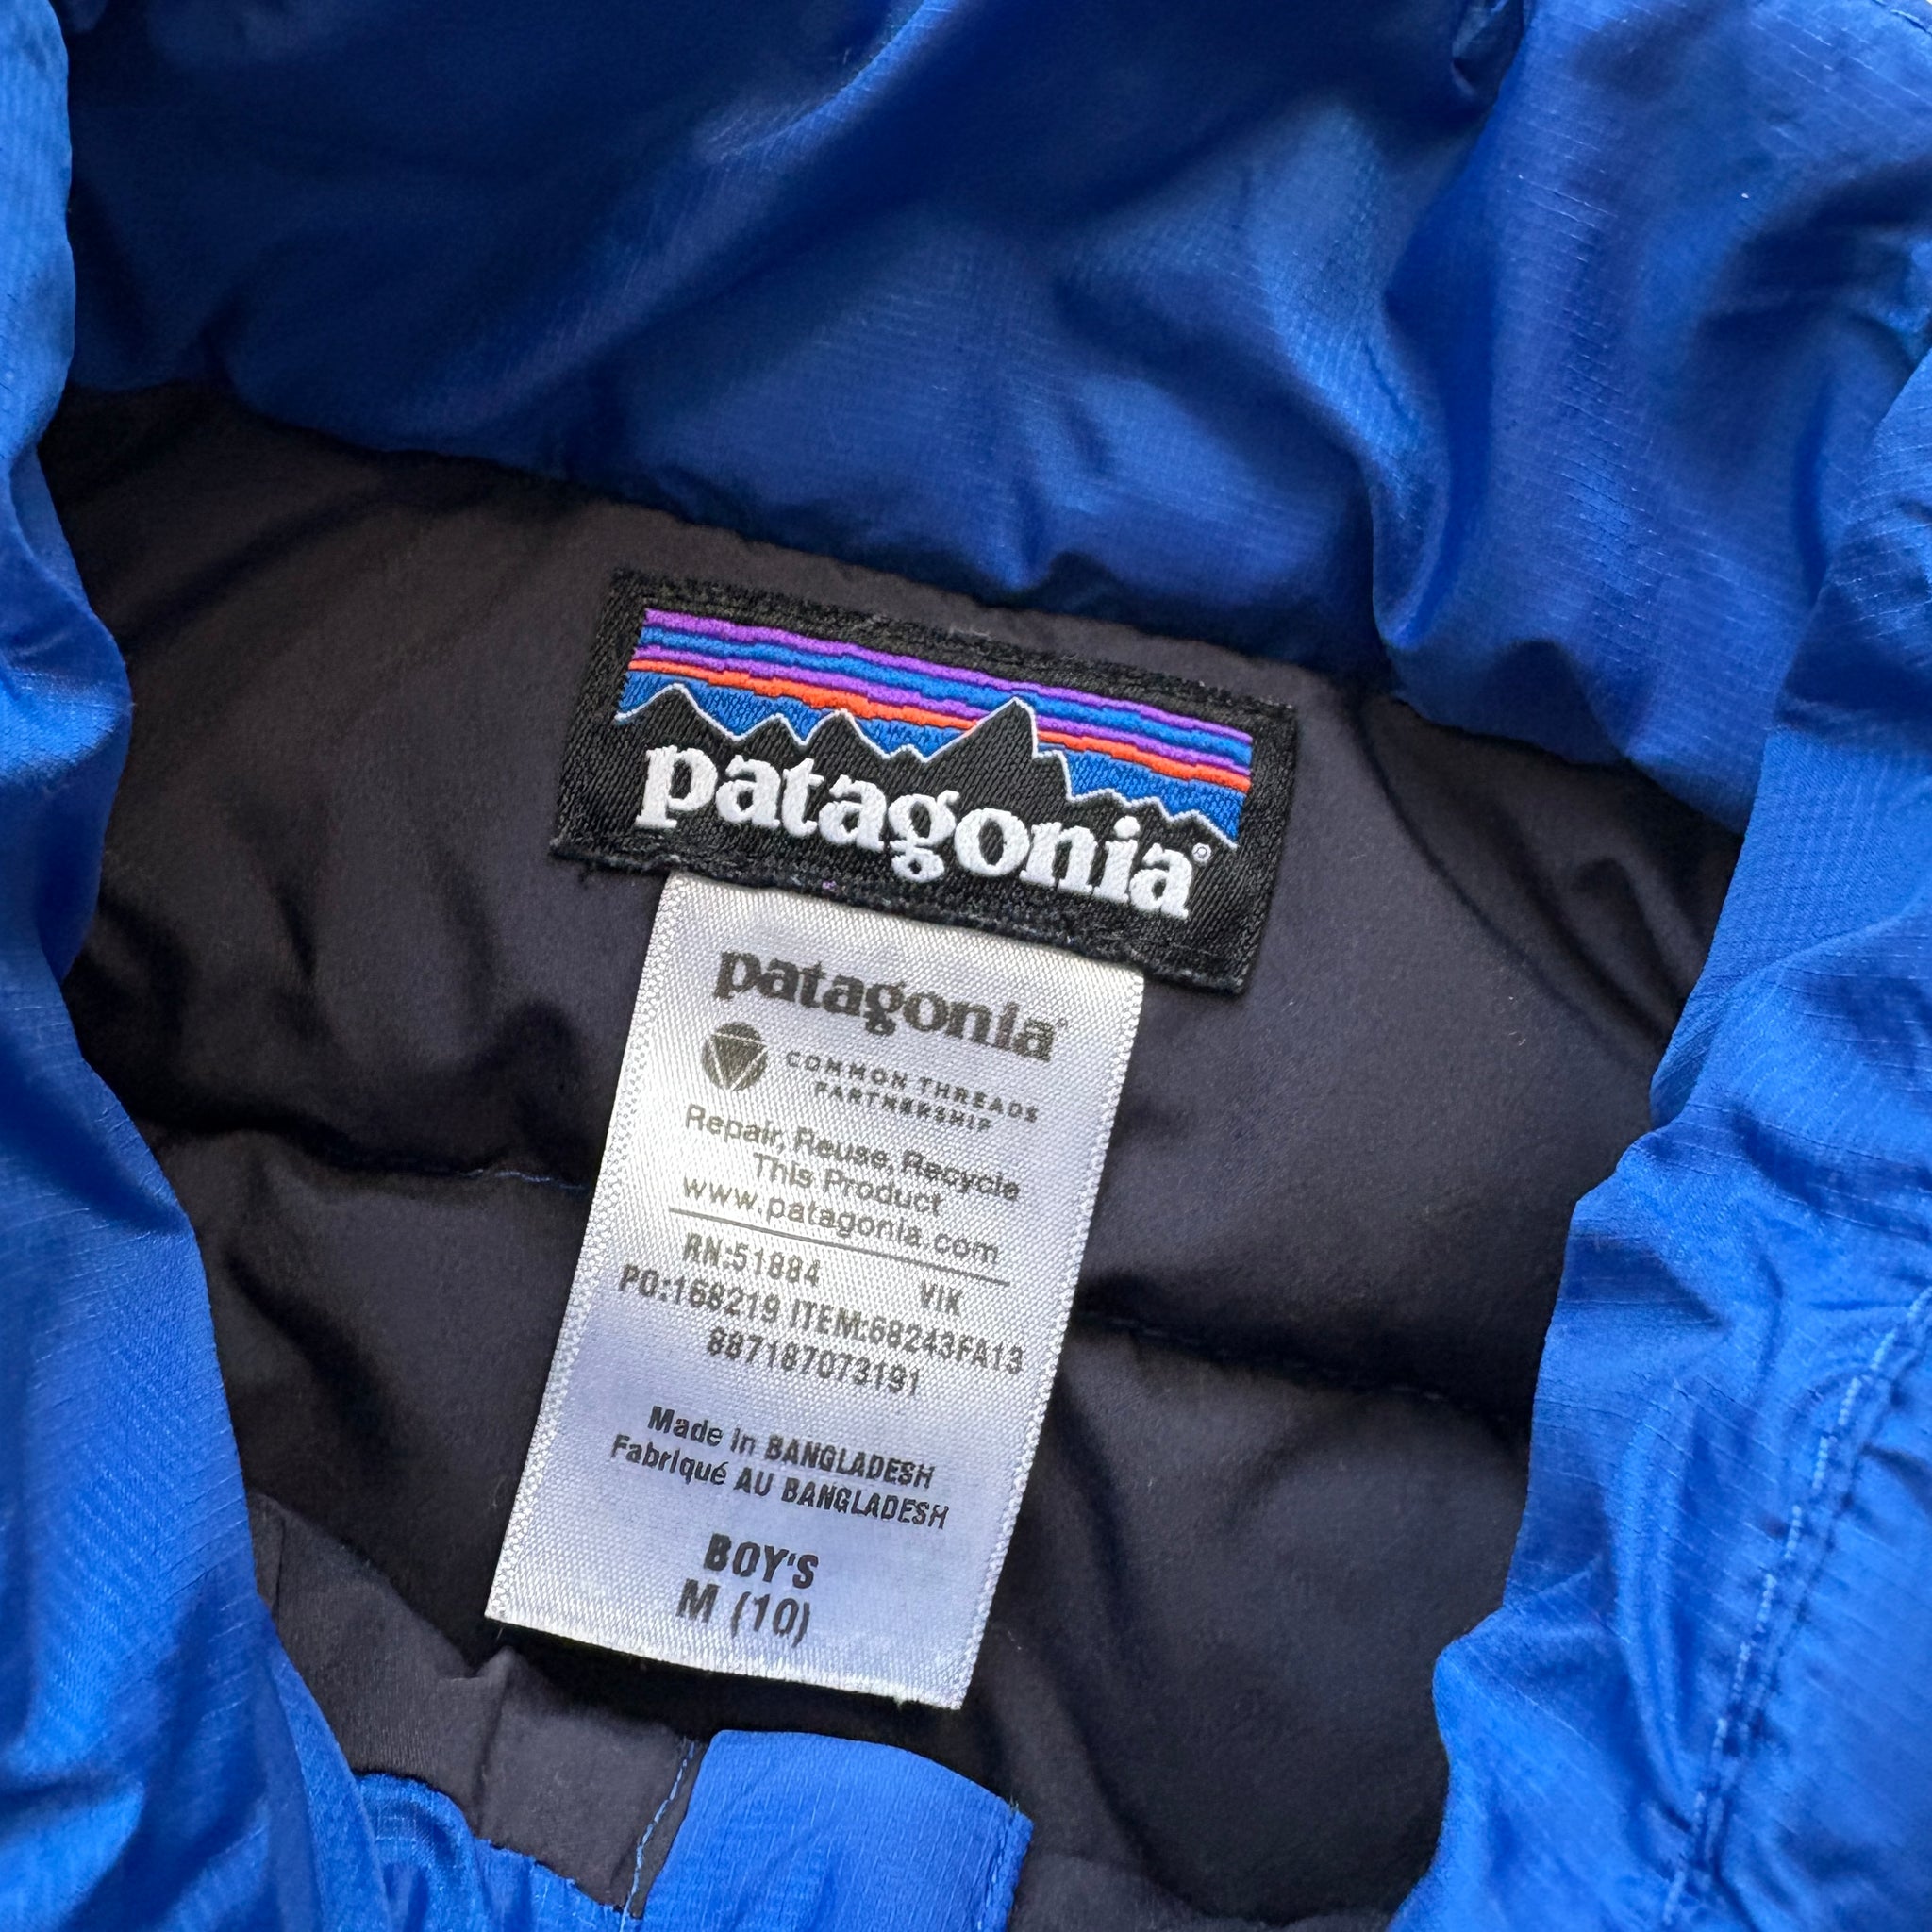 patagonia®
patagonia®
COMMON THREADS
PARTNERSHIP
Repair, Reuse, Recycle
This Product
www.patagonia.com
RN:51884 VIK
PO:168219 ITEM:68243FA13
887187073191
Made in BANGLADESH
Fabriqué AU BANGLADESH
BOY'S
M (10)